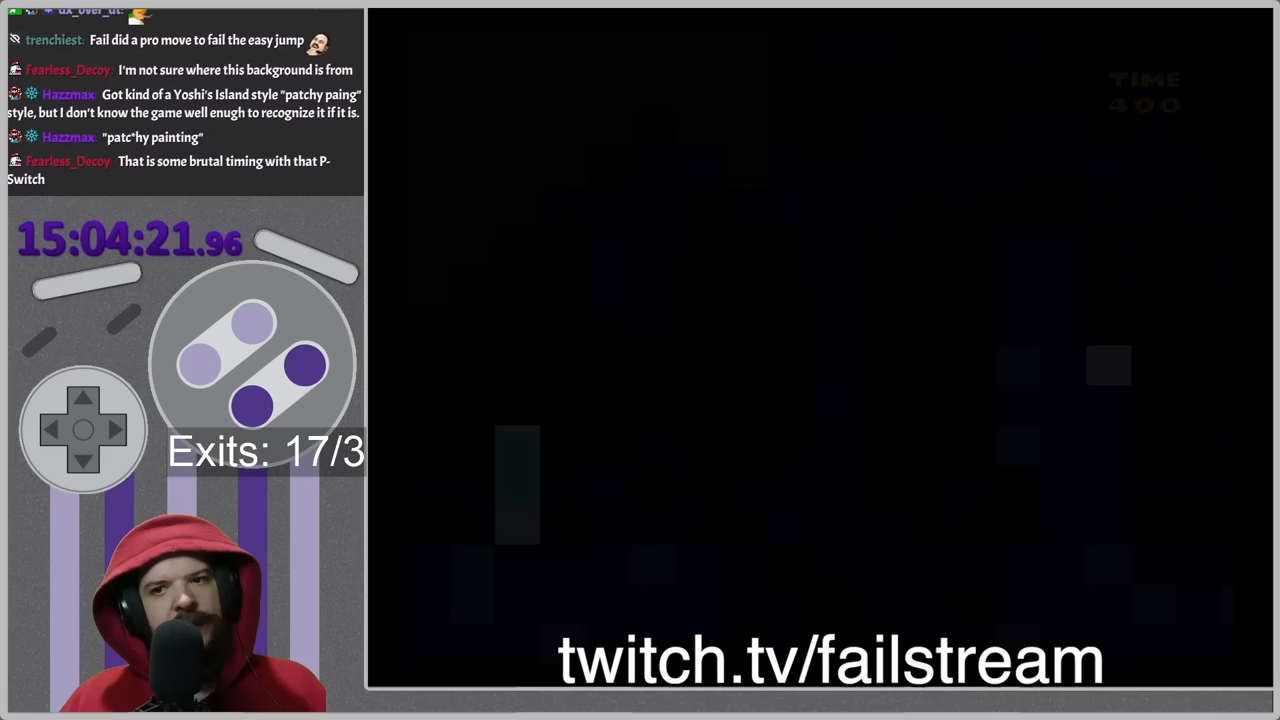 trenchiest: Fail did a pro move to fail the easy jump
Fearless_Decoy: I'm not sure where this background is from
Hazzmax: Got kind of a Yoshi's Island style "patchy paing"
style, but I don't know the game well enugh to recognize it if it is.
Hazzmax: "patc*hy painting"
Fearless_Decoy: That is some brutal timing with that P-
Switch
15:04:21.96
Exits: 17/3
TIME
400
twitch.tv/failstream